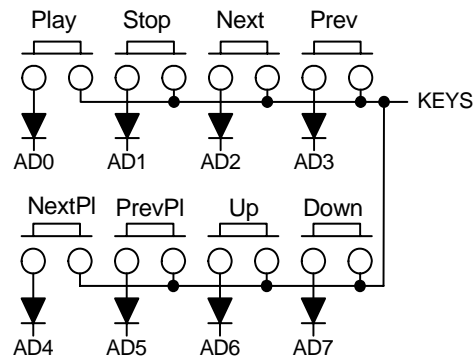 Play Stop Next Prev
KEYS
AD0 AD1 AD2 AD3
NextPl PrevPl Up Down
AD4 AD5 AD6 AD7